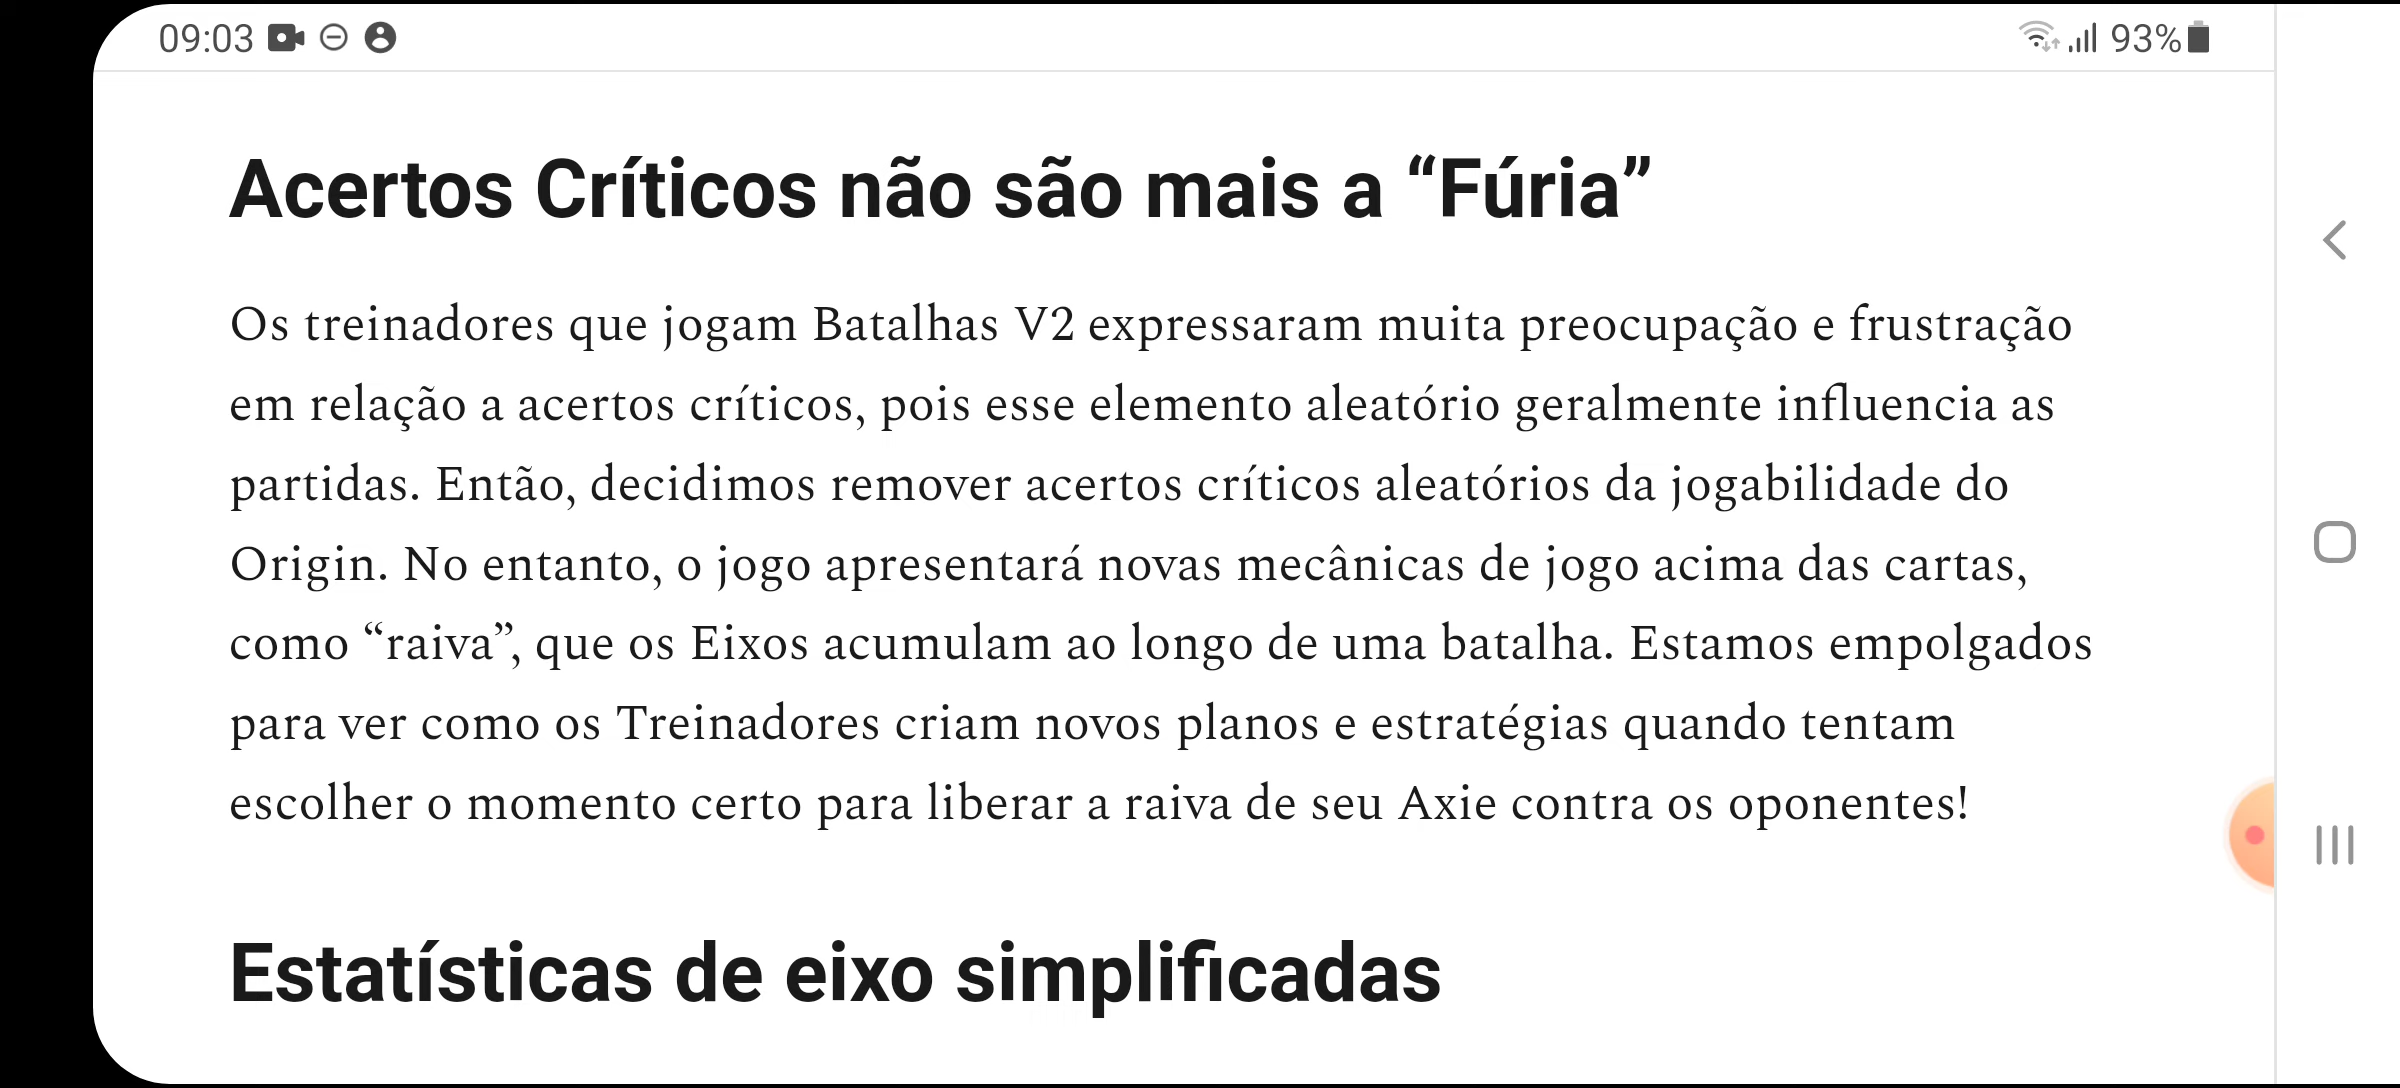 09:03
93%
Acertos Críticos não são mais a “Fúria”
Os treinadores que jogam Batalhas V2 expressaram muita preocupação e frustração
em relação a acertos críticos, pois esse elemento aleatório geralmente influencia as
partidas. Então, decidimos remover acertos críticos aleatórios da jogabilidade do
Origin. No entanto, o jogo apresentará novas mecânicas de jogo acima das cartas,
como “raiva”, que os Eixos acumulam ao longo de uma batalha. Estamos empolgados
para ver como os Treinadores criam novos planos e estratégias quando tentam
escolher o momento certo para liberar a raiva de seu Axie contra os oponentes!
Estatísticas de eixo simplificadas